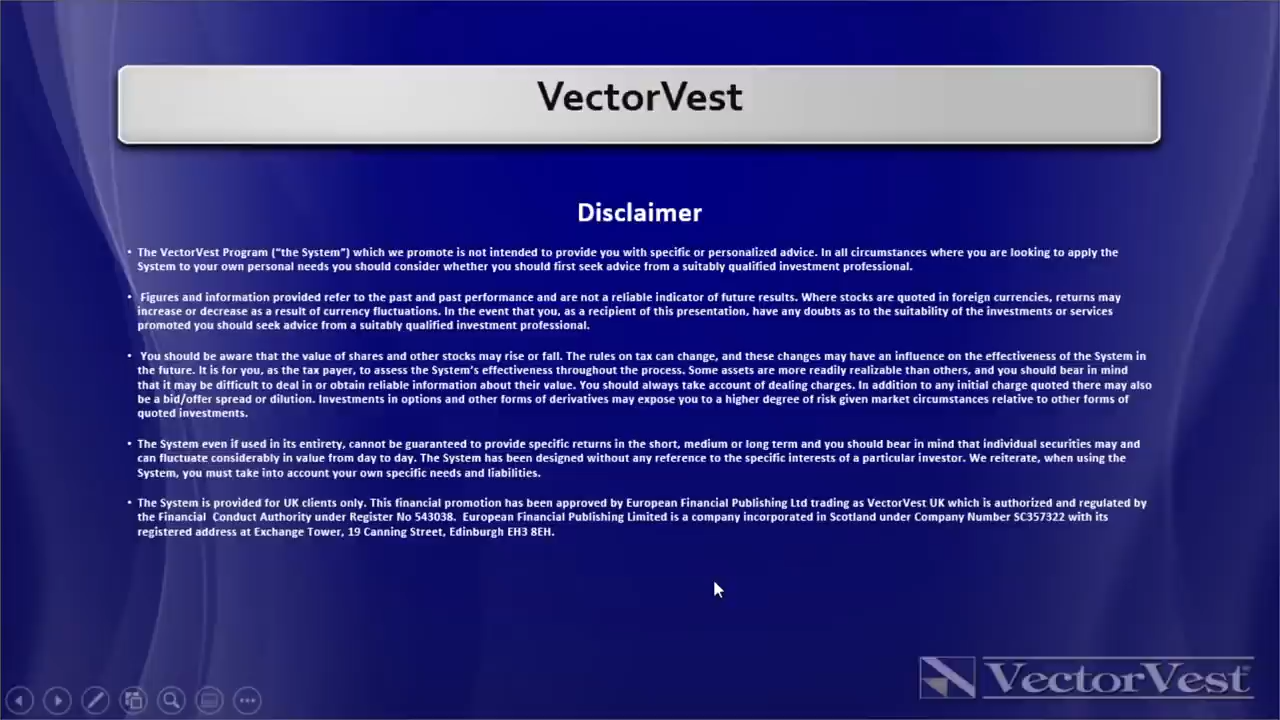 VectorVest
Disclaimer
• The VectorVest Program (“the System”) which we promote is not intended to provide you with specific or personalized advice. In all circumstances where you are looking to apply the
System to your own personal needs you should consider whether you should first seek advice from a suitably qualified investment professional.
• Figures and information provided refer to the past and past performance and are not a reliable indicator of future results. Where stocks are quoted in foreign currencies, returns may
increase or decrease as a result of currency fluctuations. In the event that you, as a recipient of this presentation, have any doubts as to the suitability of the investments or services
promoted you should seek advice from a suitably qualified investment professional.
• You should be aware that the value of shares and other stocks may rise or fall. The rules on tax can change, and these changes may have an influence on the effectiveness of the System in
the future. It is for you, as the tax payer, to assess the System’s effectiveness throughout the process. Some assets are more readily realizable than others, and you should bear in mind
that it may be difficult to deal in or obtain reliable information about their value. You should always take account of dealing charges. In addition to any initial charge quoted there may also
be a bid/offer spread or dilution. Investments in options and other forms of derivatives may expose you to a higher degree of risk given market circumstances relative to other forms of
quoted investments.
• The System even if used in its entirety, cannot be guaranteed to provide specific returns in the short, medium or long term and you should bear in mind that individual securities may and
can fluctuate considerably in value from day to day. The System has been designed without any reference to the specific interests of a particular investor. We reiterate, when using the
System, you must take into account your own specific needs and liabilities.
• The System is provided for UK clients only. This financial promotion has been approved by European Financial Publishing Ltd trading as VectorVest UK which is authorized and regulated by
the Financial Conduct Authority under Register No 543038. European Financial Publishing Limited is a company incorporated in Scotland under Company Number SC357322 with its
registered address at Exchange Tower, 19 Canning Street, Edinburgh EH3 8EH.
VectorVest